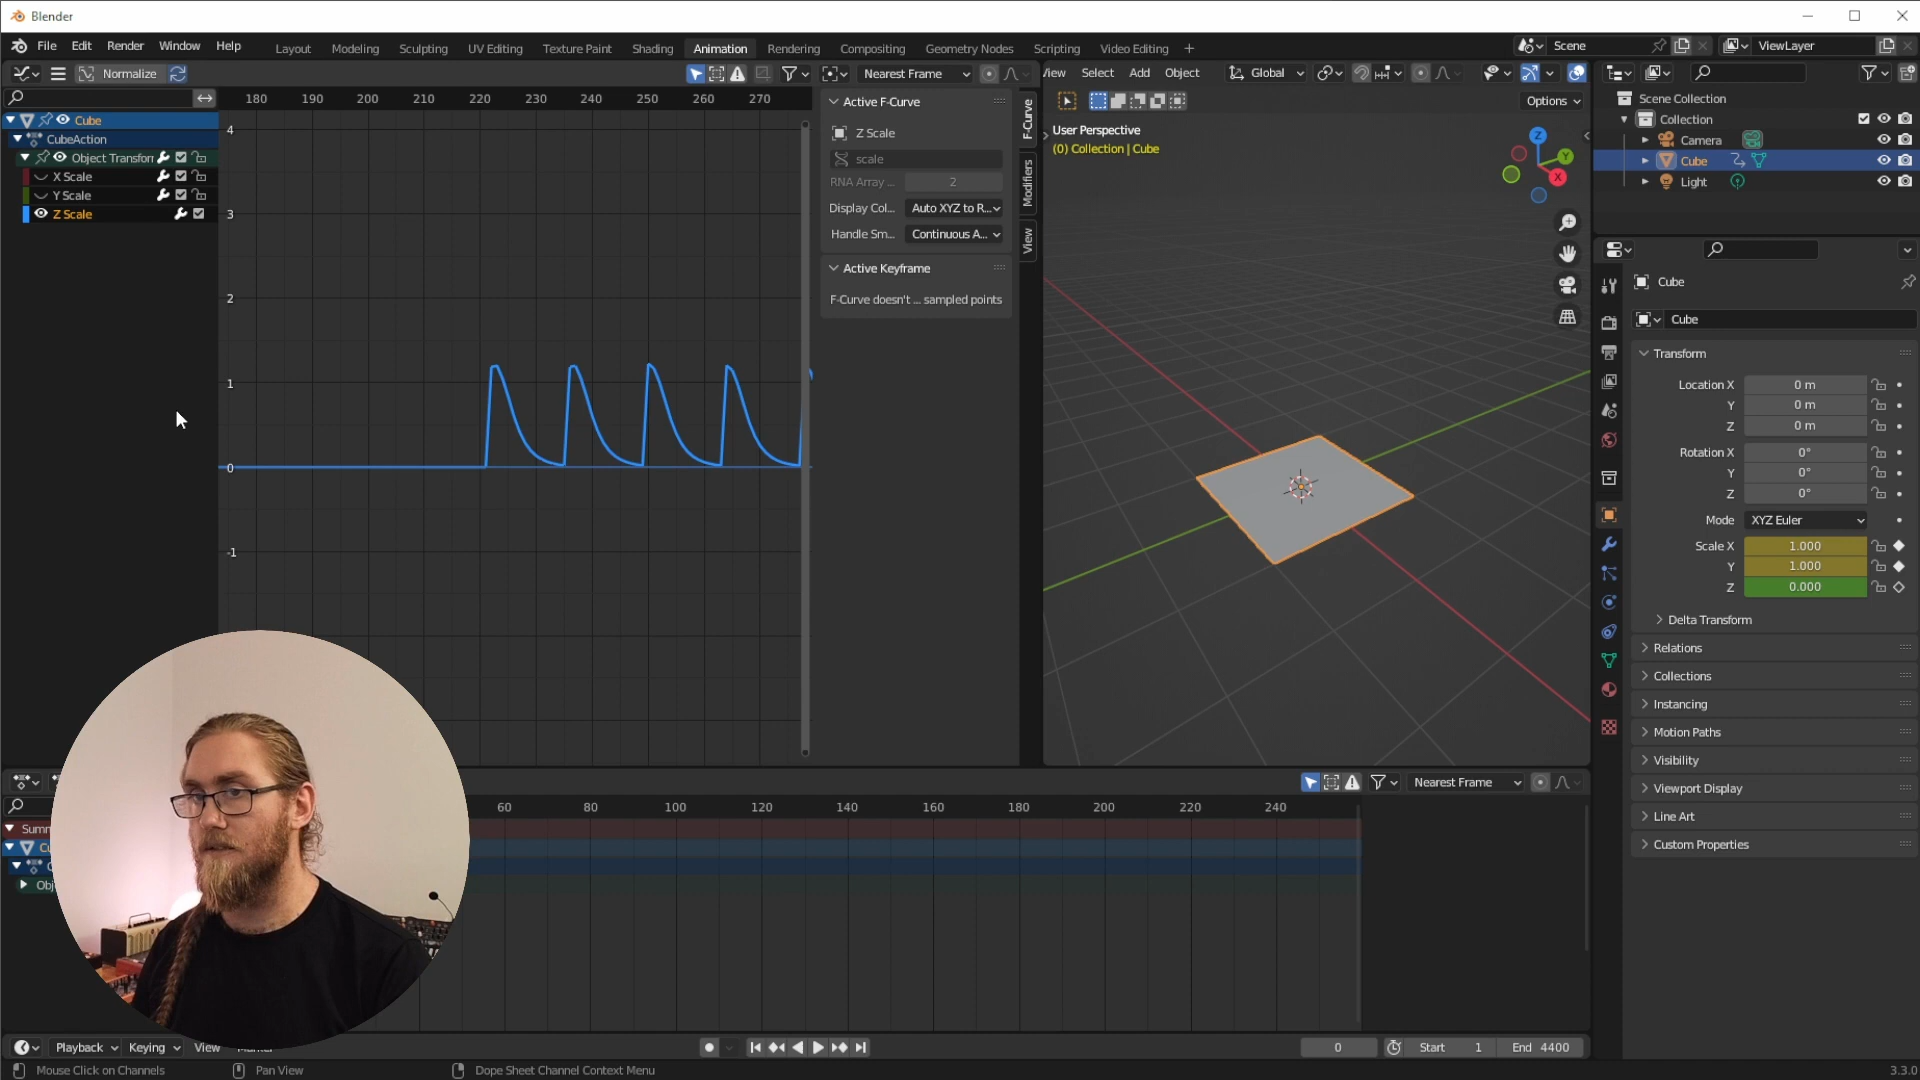 Blender
File Edit Render Window Help Layout Modeling Sculpting UV Editing Texture Paint Shading Animation Rendering Compositing Geometry Nodes Scripting Video Editing + Scene ViewLayer
Normalize Nearest Frame View Select Add Object Global
180 190 200 210 220 230 240 250 260 270
Options
Cube
CubeAction
Object Transfor
X Scale
Y Scale
Z Scale
4
3
2
1
0
-1
Active F-Curve
Z Scale
scale
RNA Array ... 2
Display Col... Auto XYZ to R...
Handle Sm... Continuous A...
Active Keyframe
F-Curve doesn't ... sampled points
F-Curve
Modifiers
View
User Perspective
(0) Collection | Cube
Z
Y
X
Scene Collection
Collection
Camera
Cube
Light
Cube
Cube
Transform
Location X 0 m
Y 0 m
Z 0 m
Rotation X 0°
Y 0°
Z 0°
Mode XYZ Euler
Scale X 1.000
Y 1.000
Z 0.000
Delta Transform
Relations
Collections
Instancing
Motion Paths
Visibility
Viewport Display
Line Art
Custom Properties
Nearest Frame
60 80 100 120 140 160 180 200 220 240
Summ
Cu
Obj
Playback Keying View 0 Start 1 End 4400
Mouse Click on Channels Pan View Dope Sheet Channel Context Menu 3.3.0